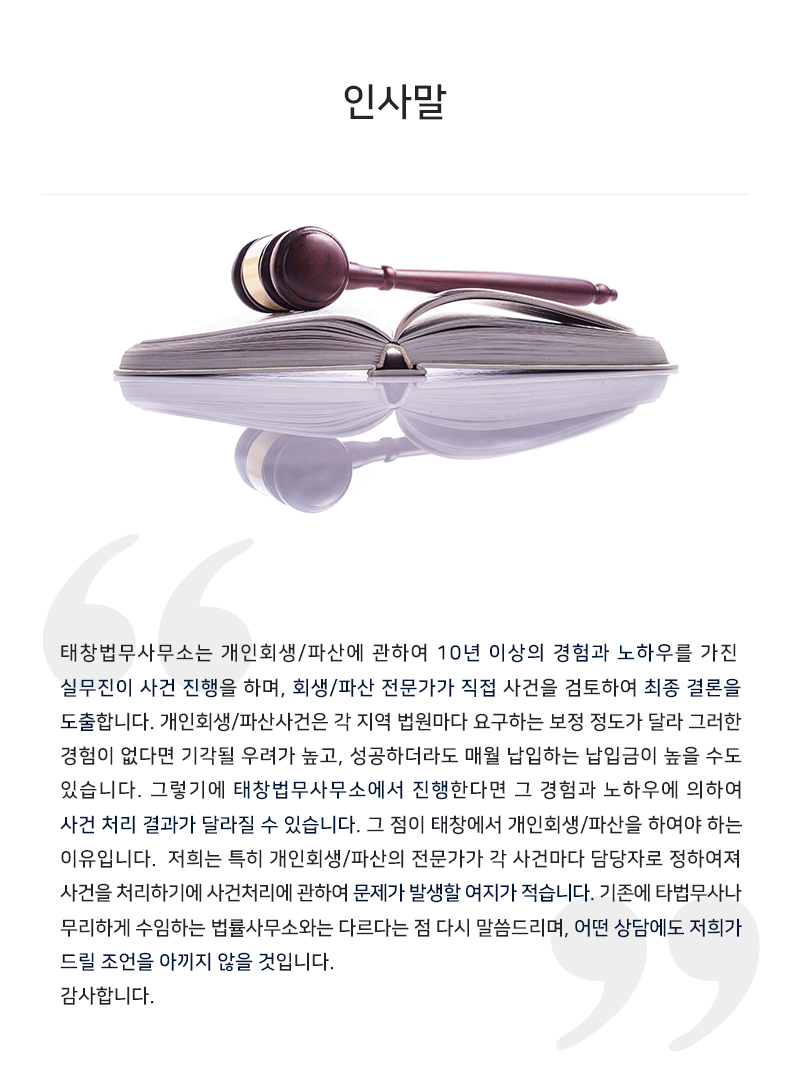 인사말
태창법무사무소는 개인회생/파산에 관하여 10년 이상의 경험과 노하우를 가진
실무진이 사건 진행을 하며, 회생/파산 전문가가 직접 사건을 검토하여 최종 결론을
도출합니다. 개인회생/파산사건은 각 지역 법원마다 요구하는 보정 정도가 달라 그러한
경험이 없다면 기각될 우려가 높고, 성공하더라도 매월 납입하는 납입금이 높을 수도
있습니다. 그렇기에 태창법무사무소에서 진행한다면 그 경험과 노하우에 의하여
사건 처리 결과가 달라질 수 있습니다. 그 점이 태창에서 개인회생/파산을 하여야 하는
이유입니다. 저희는 특히 개인회생/파산의 전문가가 각 사건마다 담당자로 정하여져
사건을 처리하기에 사건처리에 관하여 문제가 발생할 여지가 적습니다. 기존에 타법무사나
무리하게 수임하는 법률사무소와는 다르다는 점 다시 말씀드리며, 어떤 상담에도 저희가
드릴 조언을 아끼지 않을 것입니다.
감사합니다.